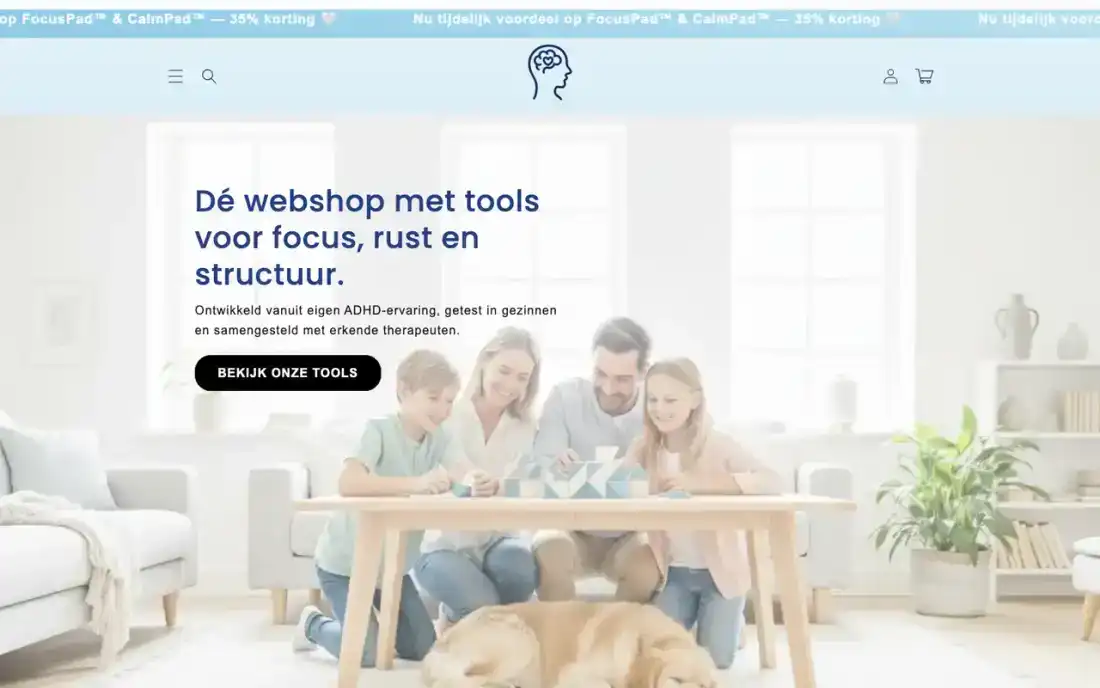 op FocusPad™ & CalmPad™ — 35% korting 🩷 Nu tijdelijk voordeel op FocusPad™ & CalmPad™ — 35% korting 🩷 Nu tijdelijk voord
Dé webshop met tools
voor focus, rust en
structuur.
Ontwikkeld vanuit eigen ADHD-ervaring, getest in gezinnen
en samengesteld met erkende therapeuten.
BEKIJK ONZE TOOLS